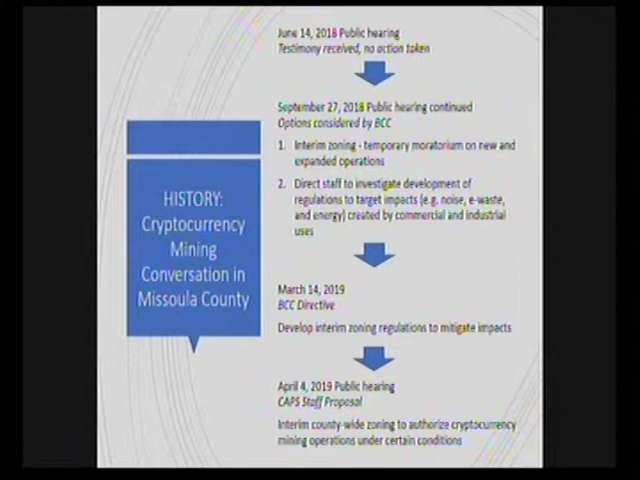 HISTORY:
Cryptocurrency
Mining
Conversation in
Missoula County
June 14, 2018 Public hearing
Testimony received, no action taken
September 27, 2018 Public hearing continued
Options considered by BCC
1. Interim zoning - temporary moratorium on new and
expanded operations
2. Direct staff to investigate development of
regulations to target impacts (e.g. noise, e-waste,
and energy) created by commercial and industrial
uses
March 14, 2019
BCC Directive
Develop interim zoning regulations to mitigate impacts
April 4, 2019 Public hearing
CAPS Staff Proposal
Interim county-wide zoning to authorize cryptocurrency
mining operations under certain conditions